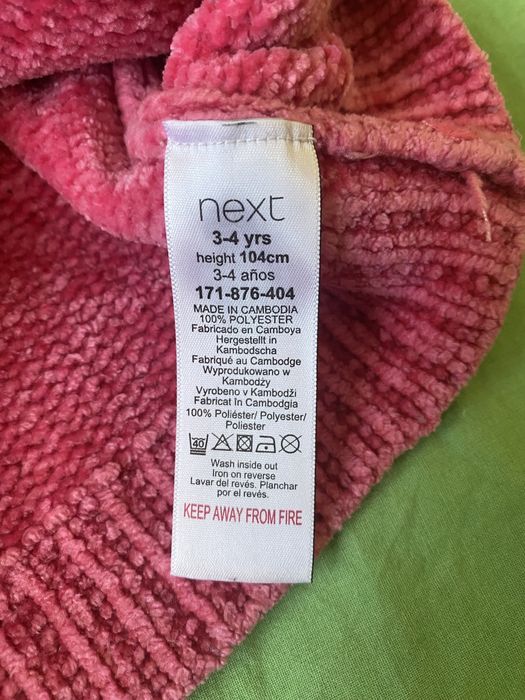 next
3-4 yrs
height 104cm
3-4 años
171-876-404
MADE IN CAMBODIA
100% POLYESTER
Fabricado en Camboya
Hergestellt in
Kambodscha
Fabriqué au Cambodge
Wyprodukowano w
Kambodży
Vyrobeno v Kambodži
Fabricat In Cambodgia
100% Poliéster/ Polyester/
Poliester
40
Wash inside out
Iron on reverse
Lavar del revés. Planchar
por el revés.
KEEP AWAY FROM FIRE